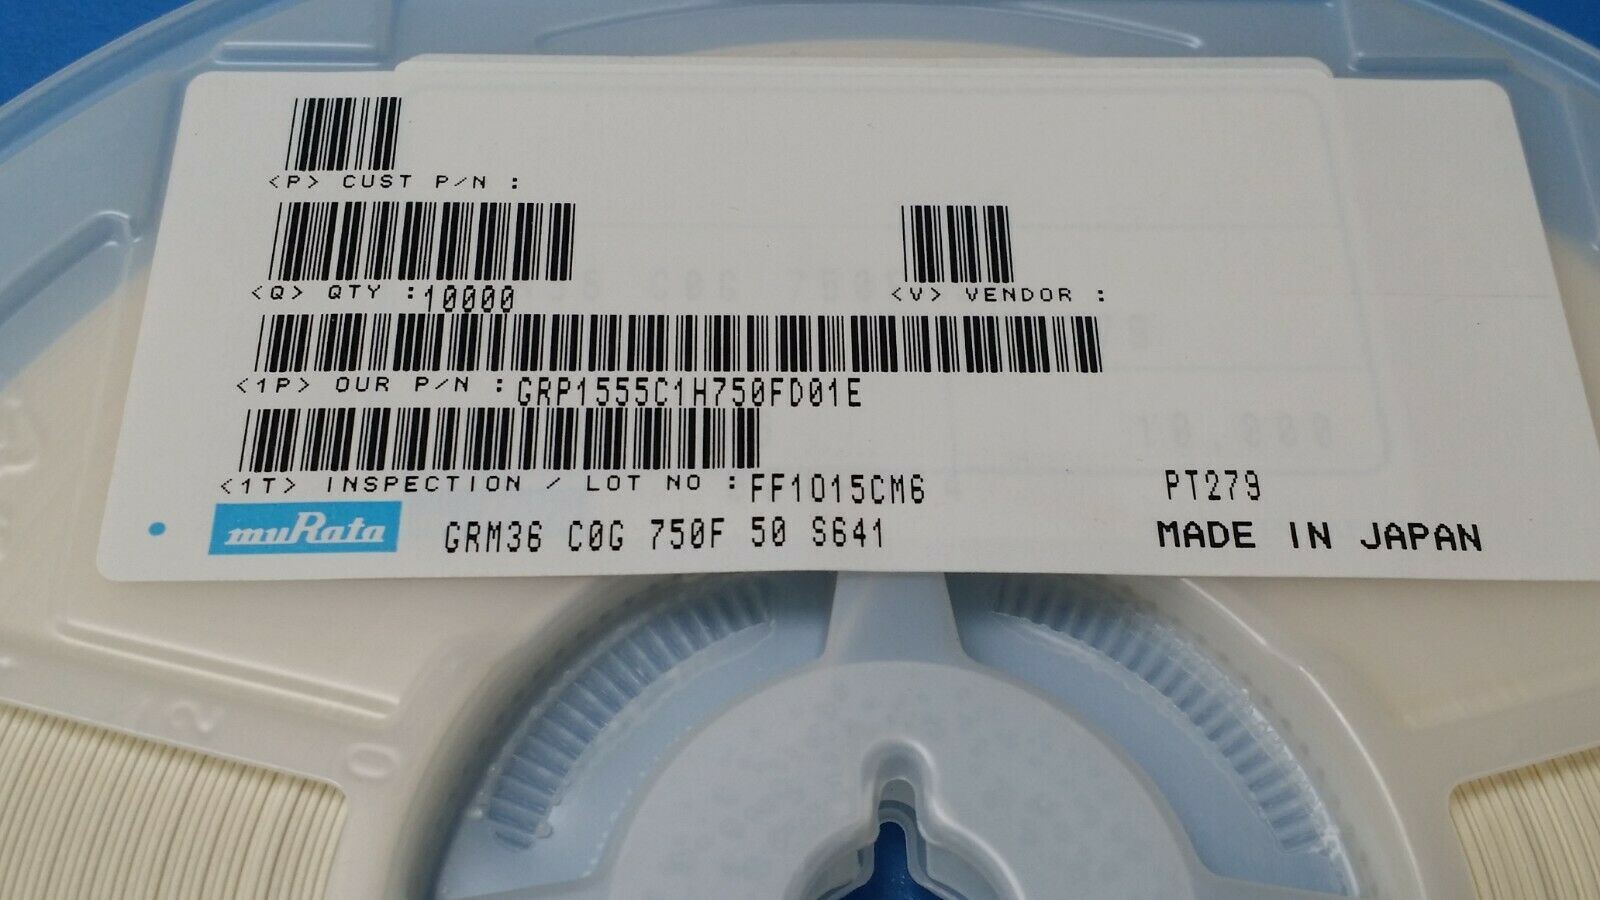 <P> CUST P/N :
<Q> QTY :10000
<V> VENDOR :
<1P> OUR P/N :GRP1555C1H750FD01E
<1T> INSPECTION / LOT NO :FF1015CM6
PT279
muRata
GRM36 C0G 750F 50 S641
MADE IN JAPAN